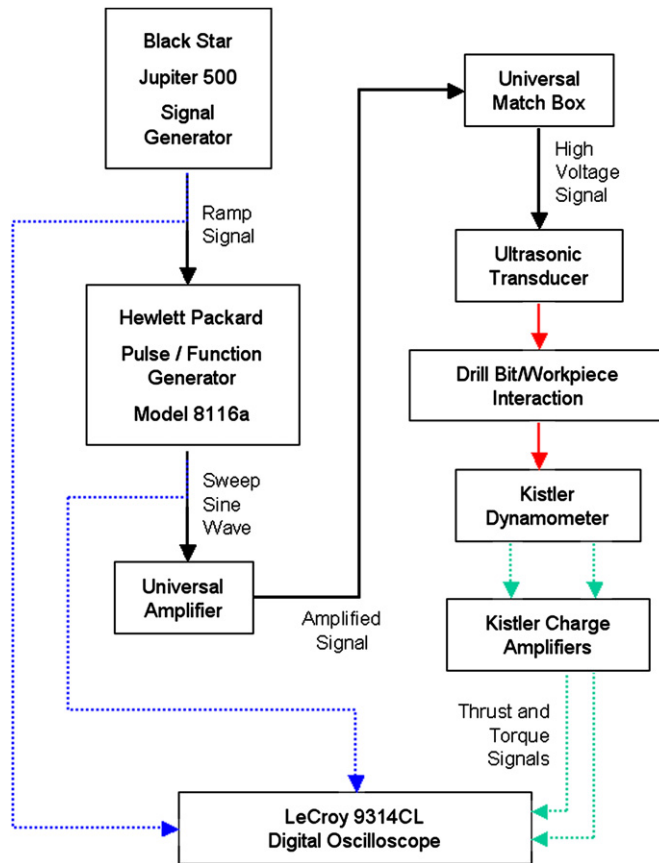 Black Star
Jupiter 500
Signal
Generator
Ramp
Signal
Hewlett Packard
Pulse / Function
Generator
Model 8116a
Sweep
Sine
Wave
Universal
Amplifier
Amplified
Signal
Universal
Match Box
High
Voltage
Signal
Ultrasonic
Transducer
Drill Bit/Workpiece
Interaction
Kistler
Dynamometer
Kistler Charge
Amplifiers
Thrust and
Torque
Signals
LeCroy 9314CL
Digital Oscilloscope